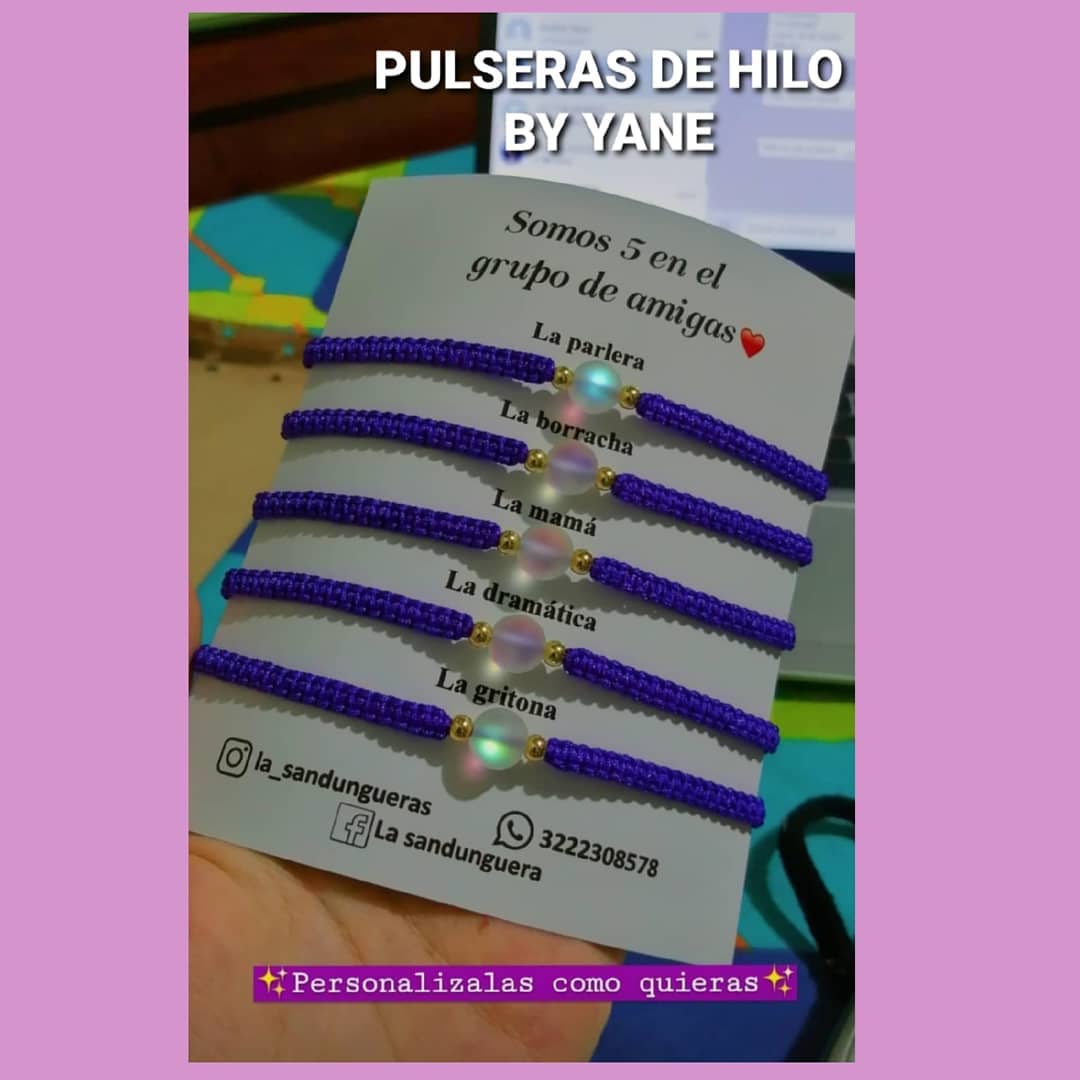 PULSERAS DE HILO
BY YANE
Somos 5 en el
grupo de amigas❤️
La parlera
La borracha
La mamá
La dramática
La gritona
la_sandungueras
La sandunguera
3222308578
✨Personalizalas como quieras✨